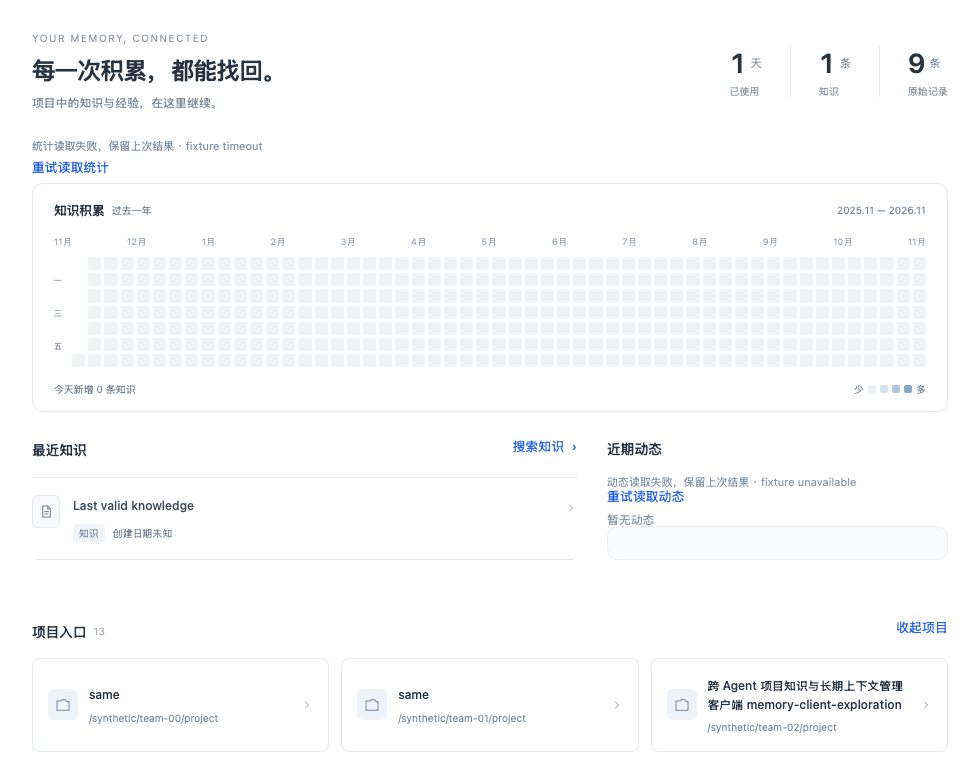 YOUR MEMORY, CONNECTED
每一次积累，都能找回。
项目中的知识与经验，在这里继续。
1 天
已使用
1 条
知识
9 条
原始记录
统计读取失败，保留上次结果 · fixture timeout
重试读取统计
知识积累 过去一年
2025.11 — 2026.11
11月 12月 1月 2月 3月 4月 5月 6月 7月 8月 9月 10月 11月
一
三
五
今天新增 0 条知识
少 多
最近知识
搜索知识 ›
Last valid knowledge
知识 创建日期未知
近期动态
动态读取失败，保留上次结果 · fixture unavailable
重试读取动态
暂无动态
项目入口 13
收起项目
same
/synthetic/team-00/project
same
/synthetic/team-01/project
跨 Agent 项目知识与长期上下文管理
客户端 memory-client-exploration
/synthetic/team-02/project